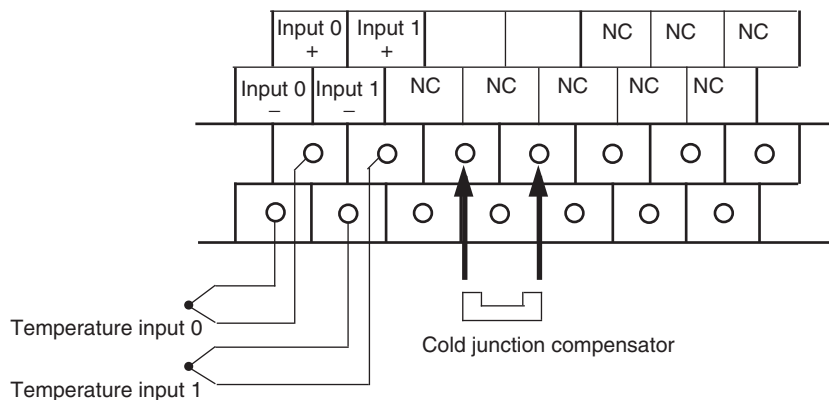 Input 0 Input 1 NC NC NC
+ +
Input 0 Input 1 NC NC NC NC NC
– –
Temperature input 0
Cold junction compensator
Temperature input 1